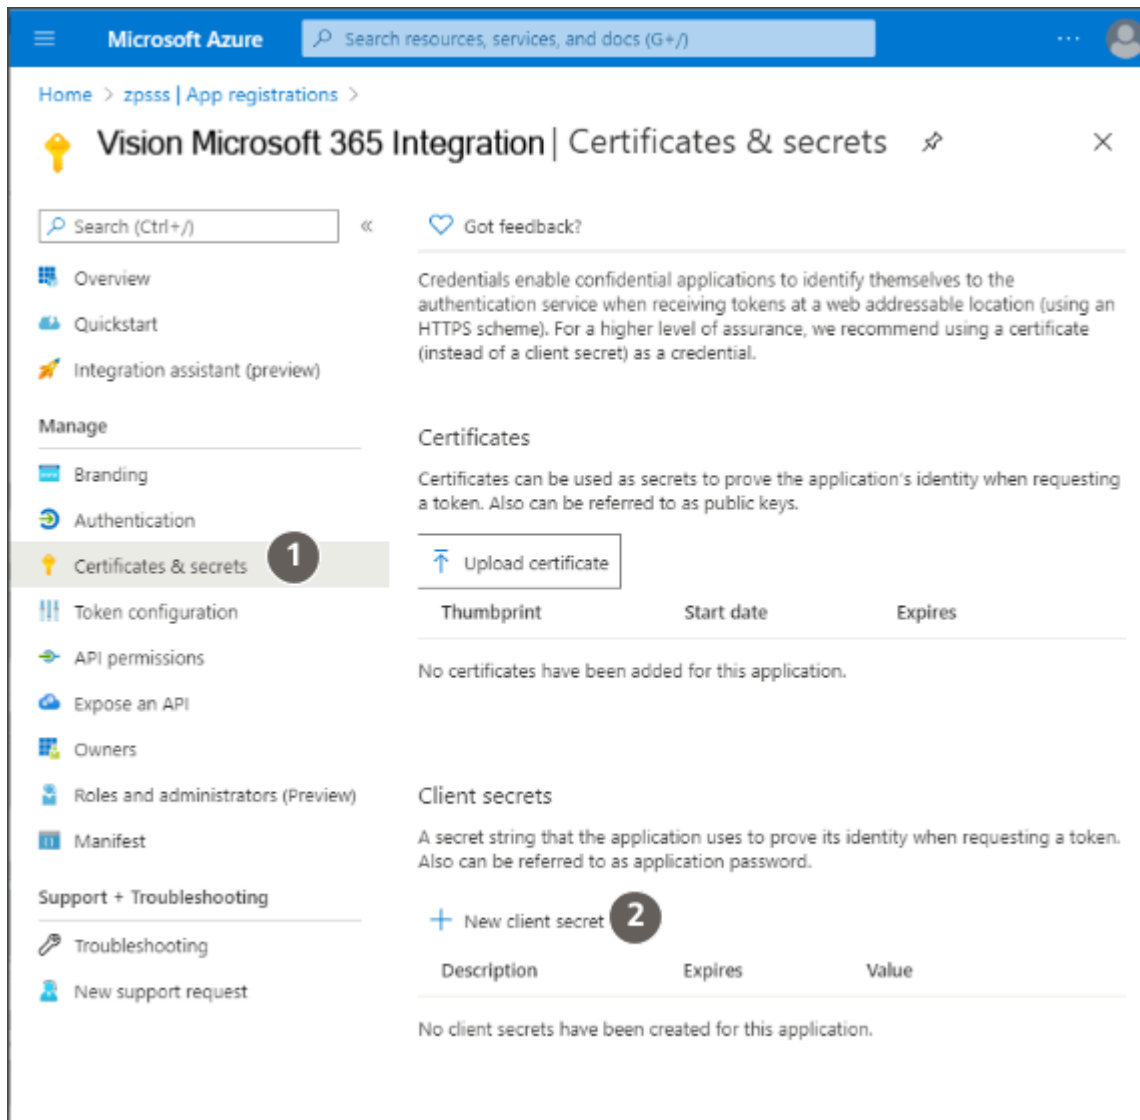 Microsoft Azure
Search resources, services, and docs (G+/)
Home > zpsss | App registrations >
Vision Microsoft 365 Integration | Certificates & secrets
Search (Ctrl+/)
«
Overview
Quickstart
Integration assistant (preview)
Manage
Branding
Authentication
Certificates & secrets
1
Token configuration
API permissions
Expose an API
Owners
Roles and administrators (Preview)
Manifest
Support + Troubleshooting
Troubleshooting
New support request
Got feedback?
Credentials enable confidential applications to identify themselves to the
authentication service when receiving tokens at a web addressable location (using an
HTTPS scheme). For a higher level of assurance, we recommend using a certificate
(instead of a client secret) as a credential.
Certificates
Certificates can be used as secrets to prove the application's identity when requesting
a token. Also can be referred to as public keys.
Upload certificate
Thumbprint Start date Expires
No certificates have been added for this application.
Client secrets
A secret string that the application uses to prove its identity when requesting a token.
Also can be referred to as application password.
New client secret 2
Description Expires Value
No client secrets have been created for this application.